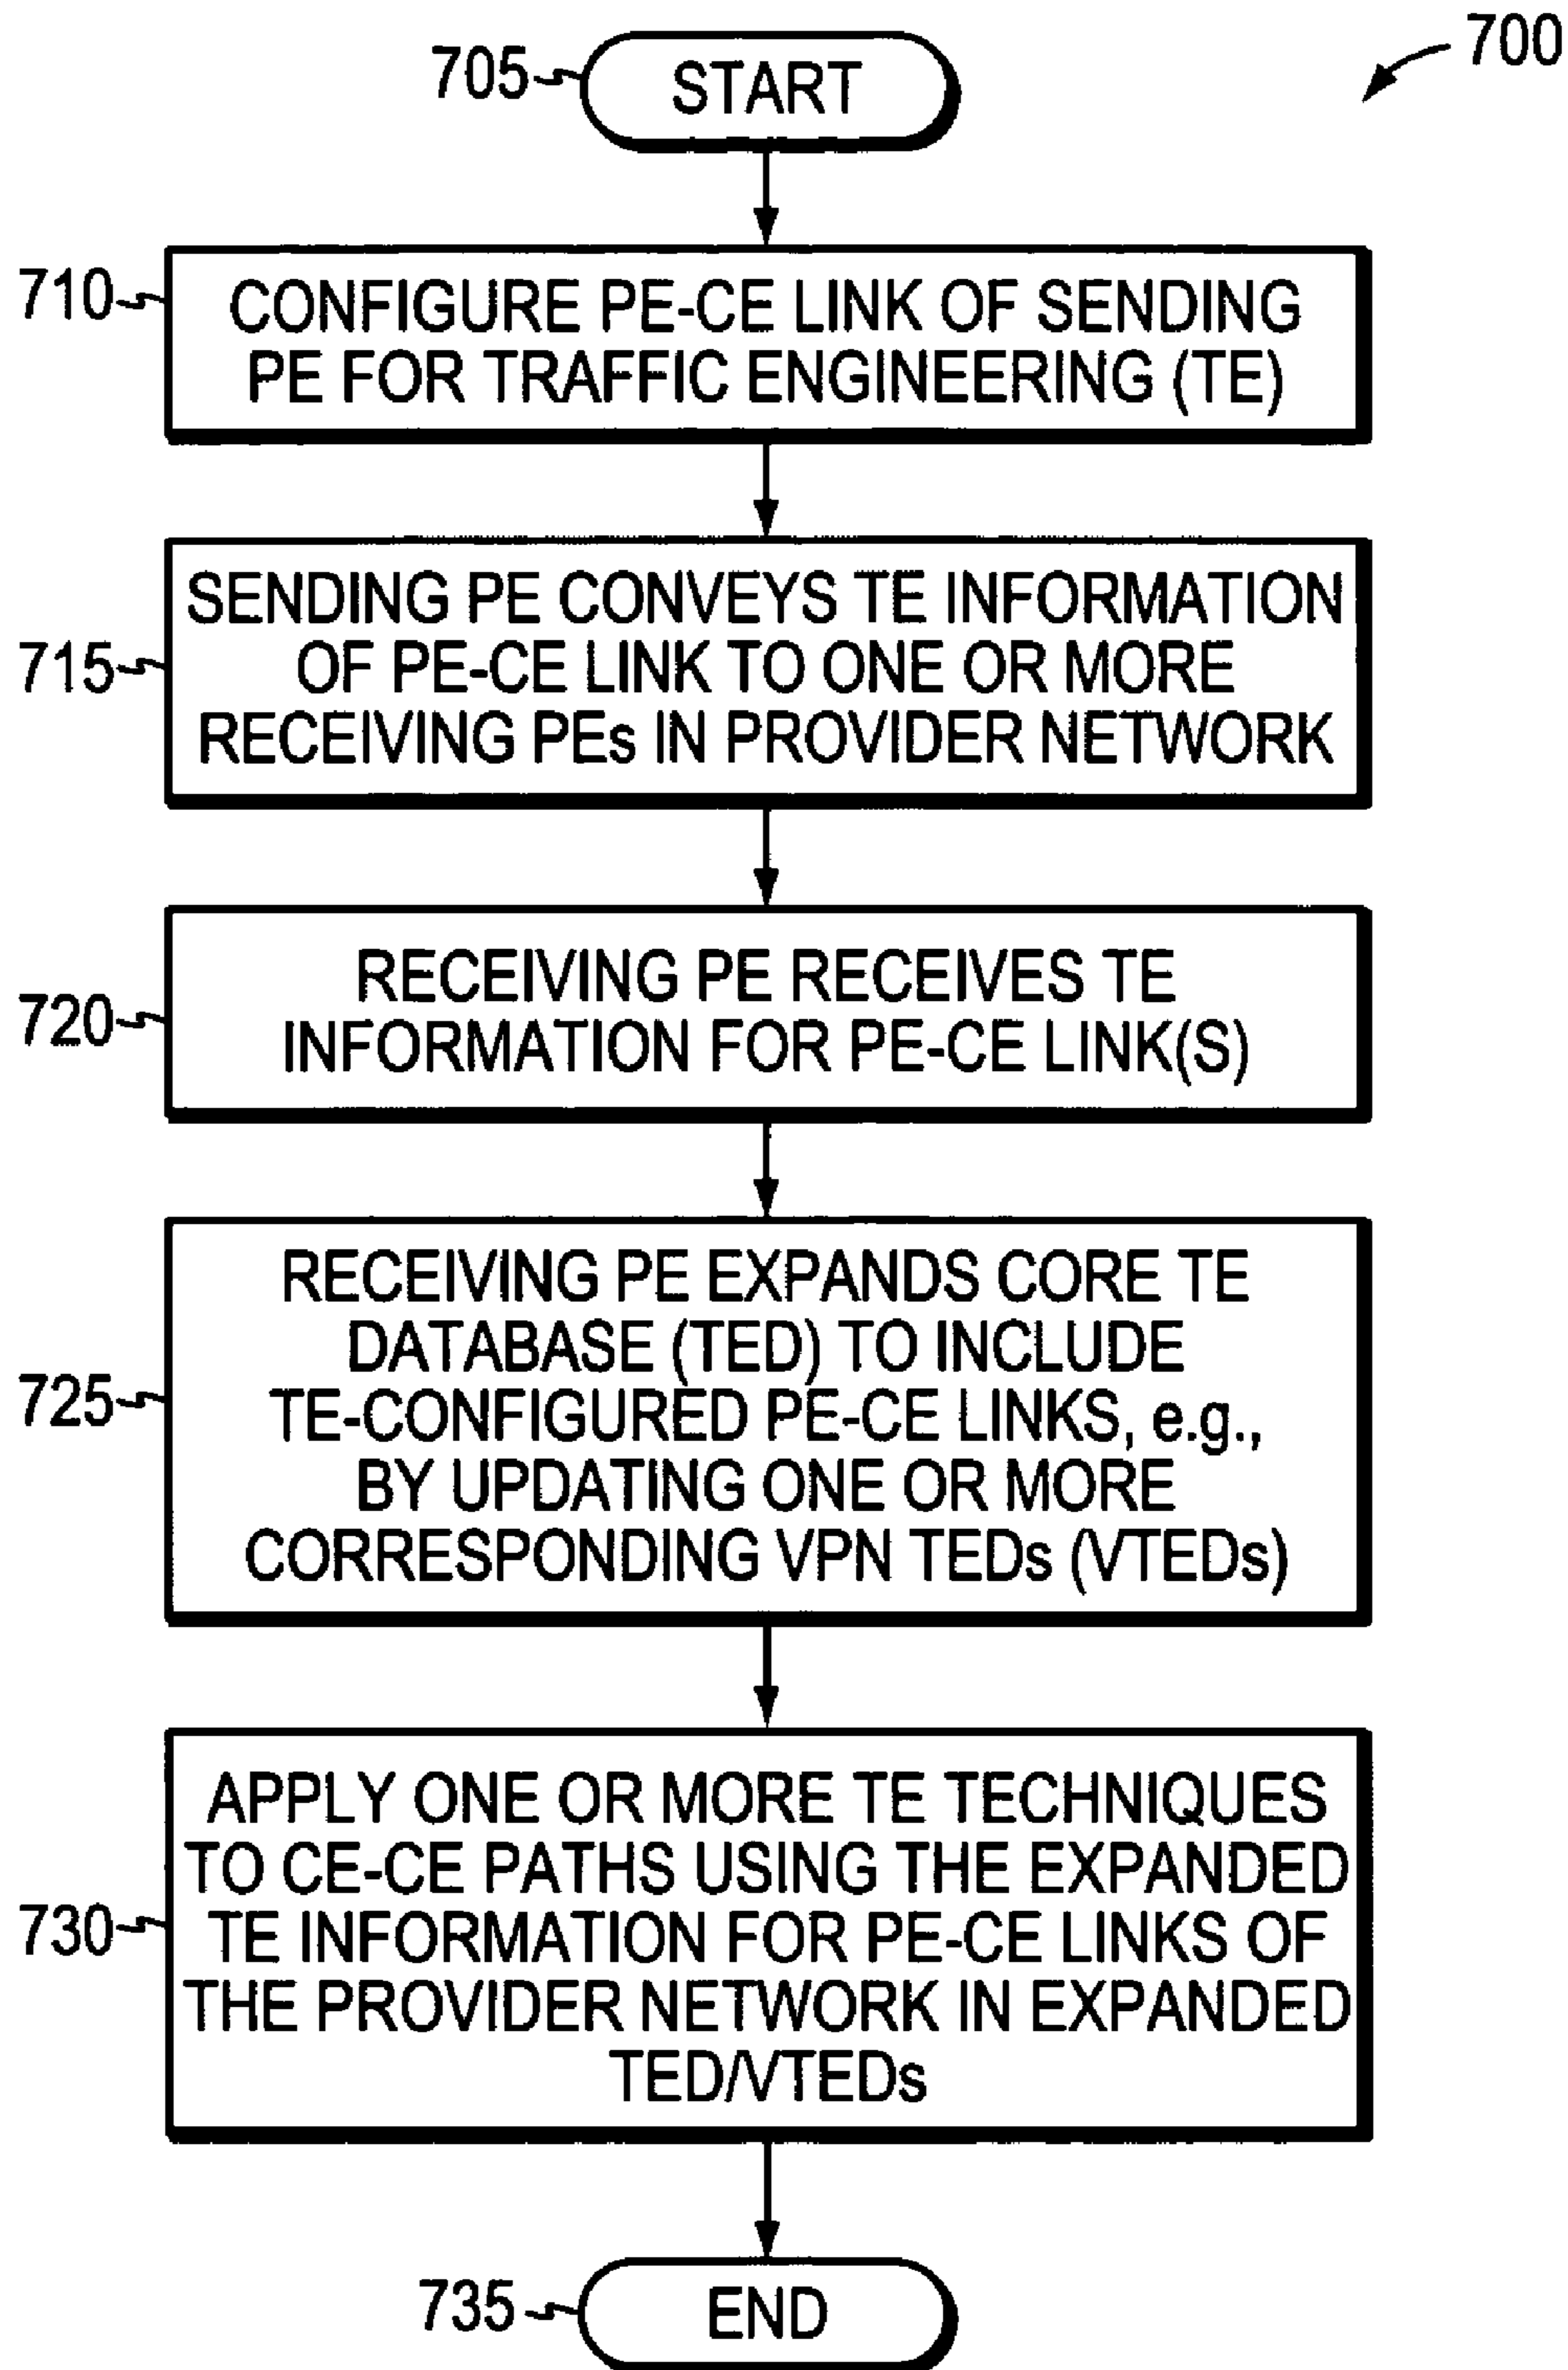 700
705
START
710
CONFIGURE PE-CE LINK OF SENDING
PE FOR TRAFFIC ENGINEERING (TE)
715
SENDING PE CONVEYS TE INFORMATION
OF PE-CE LINK TO ONE OR MORE
RECEIVING PEs IN PROVIDER NETWORK
720
RECEIVING PE RECEIVES TE
INFORMATION FOR PE-CE LINK(S)
725
RECEIVING PE EXPANDS CORE TE
DATABASE (TED) TO INCLUDE
TE-CONFIGURED PE-CE LINKS, e.g.,
BY UPDATING ONE OR MORE
CORRESPONDING VPN TEDs (VTEDs)
730
APPLY ONE OR MORE TE TECHNIQUES
TO CE-CE PATHS USING THE EXPANDED
TE INFORMATION FOR PE-CE LINKS OF
THE PROVIDER NETWORK IN EXPANDED
TED/VTEDs
735
END